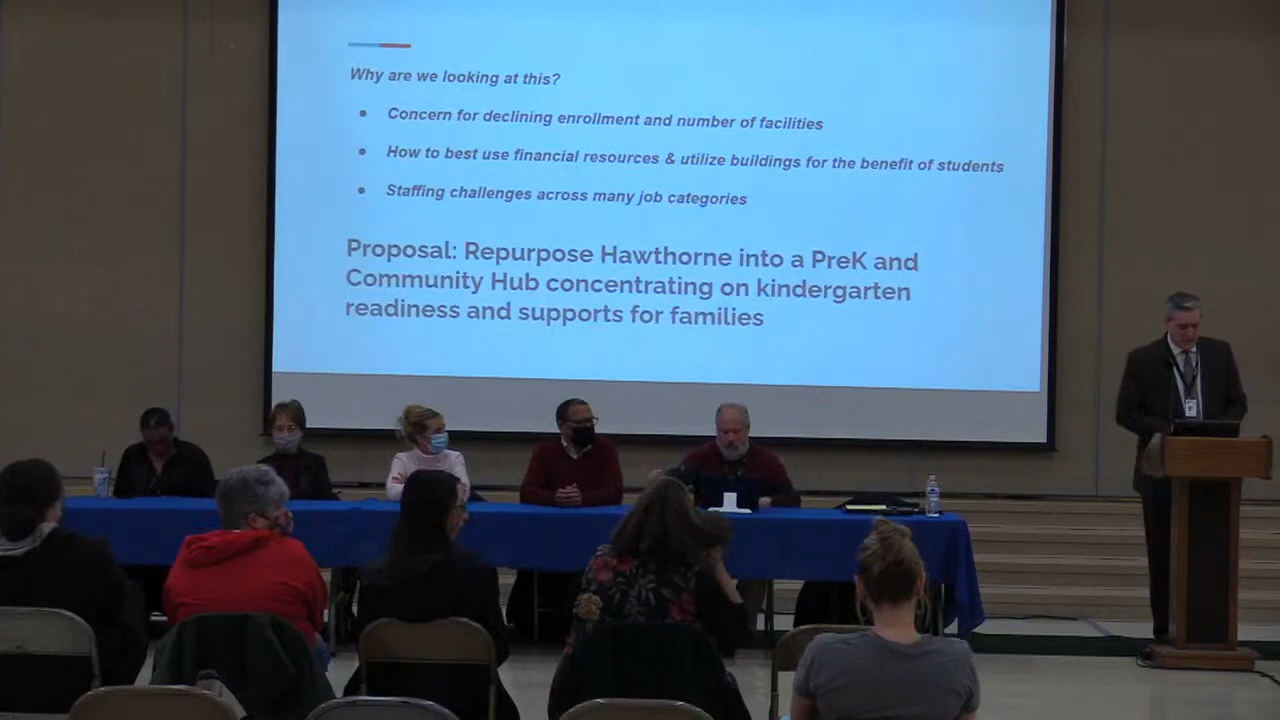 Why are we looking at this?
Concern for declining enrollment and number of facilities
How to best use financial resources & utilize buildings for the benefit of students
Staffing challenges across many job categories
Proposal: Repurpose Hawthorne into a PreK and
Community Hub concentrating on kindergarten
readiness and supports for families